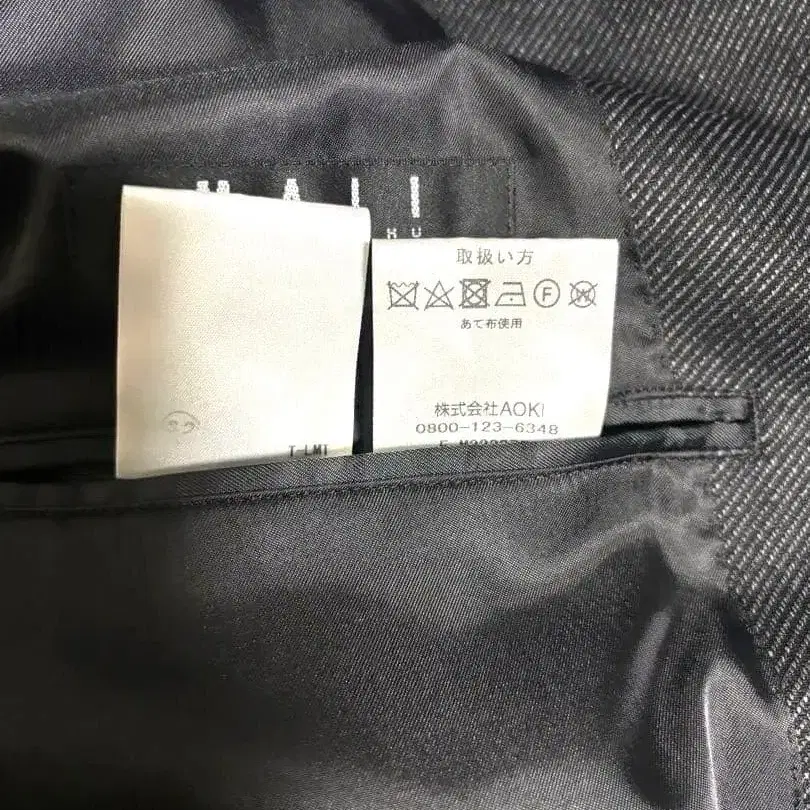 H U
取扱い方
F W
あて布使用
株式会社AOKI
0800-123-6348
T-LMT